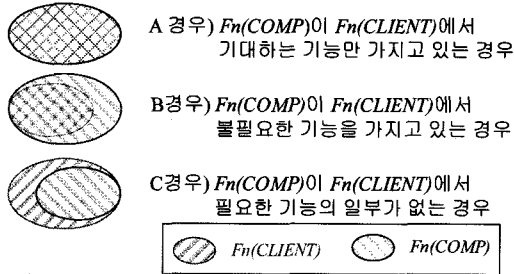 A 경우) Fn(COMP)이 Fn(CLIENT)에서
기대하는 기능만 가지고 있는 경우
B경우) Fn(COMP)이 Fn(CLIENT)에서
불필요한 기능을 가지고 있는 경우
C경우) Fn(COMP)이 Fn(CLIENT)에서
필요한 기능의 일부가 없는 경우
Fn(CLIENT) Fn(COMP)